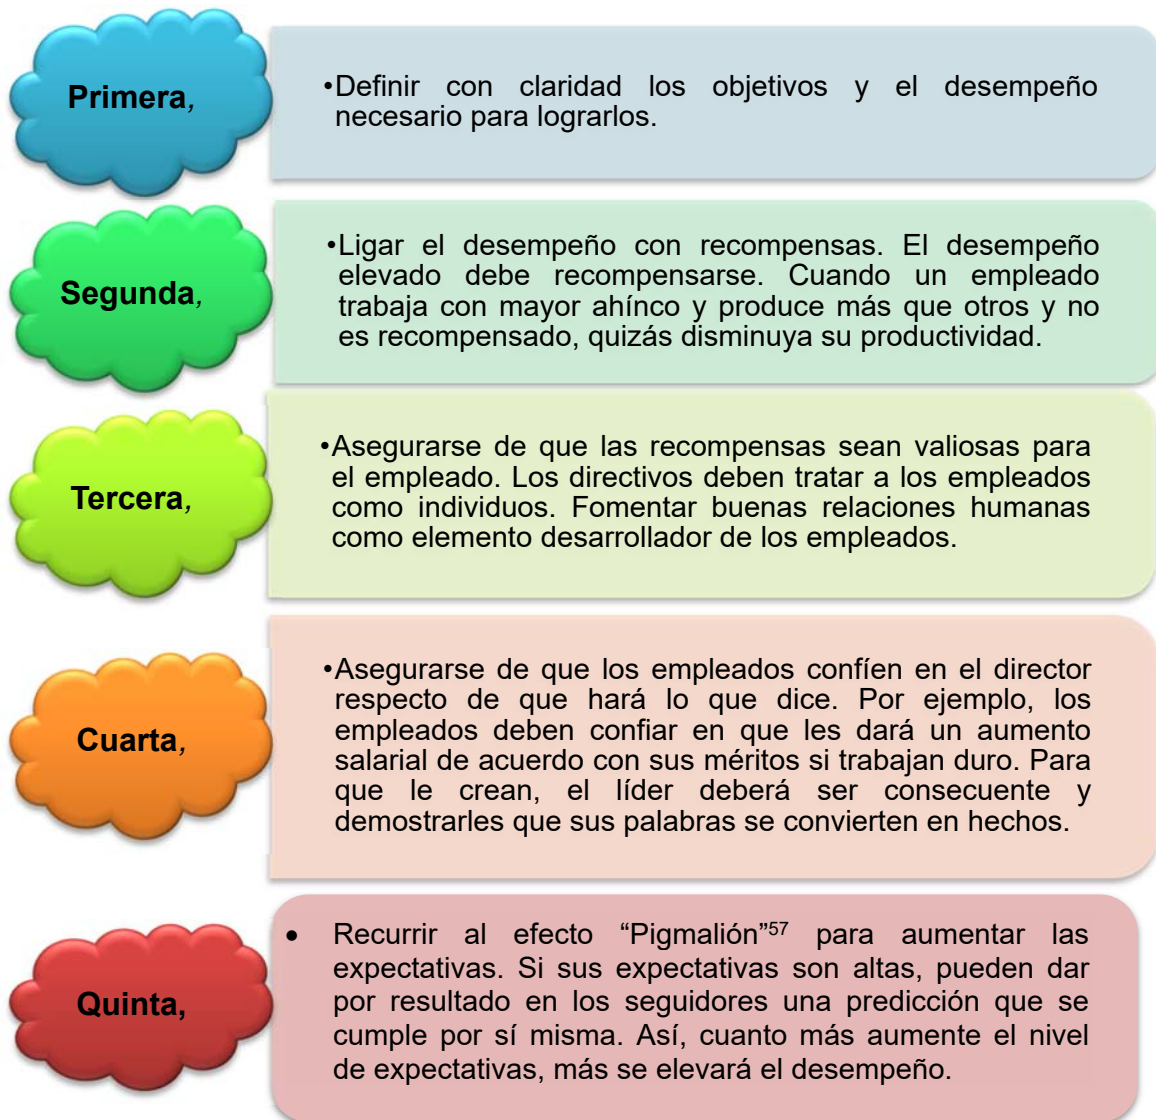 Primera,
•Definir con claridad los objetivos y el desempeño
necesario para lograrlos.
Segunda,
•Ligar el desempeño con recompensas. El desempeño
elevado debe recompensarse. Cuando un empleado
trabaja con mayor ahínco y produce más que otros y no
es recompensado, quizás disminuya su productividad.
Tercera,
•Asegurarse de que las recompensas sean valiosas para
el empleado. Los directivos deben tratar a los empleados
como individuos. Fomentar buenas relaciones humanas
como elemento desarrollador de los empleados.
Cuarta,
•Asegurarse de que los empleados confíen en el director
respecto de que hará lo que dice. Por ejemplo, los
empleados deben confiar en que les dará un aumento
salarial de acuerdo con sus méritos si trabajan duro. Para
que le crean, el líder deberá ser consecuente y
demostrarles que sus palabras se convierten en hechos.
Quinta,
• Recurrir al efecto “Pigmalión”57 para aumentar las
expectativas. Si sus expectativas son altas, pueden dar
por resultado en los seguidores una predicción que se
cumple por sí misma. Así, cuanto más aumente el nivel
de expectativas, más se elevará el desempeño.